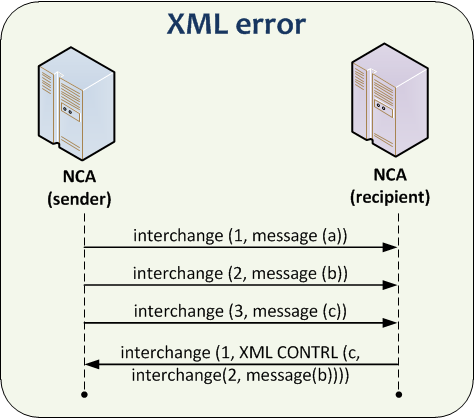 XML error
NCA
(sender)
NCA
(recipient)
interchange (1, message (a))
interchange (2, message (b))
interchange (3, message (c))
interchange (1, XML CONTRL (c,
interchange(2, message(b))))